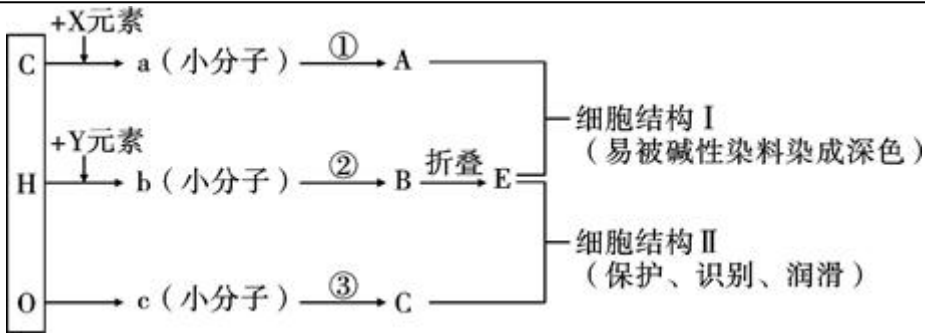 +X元素
C a（小分子） ① A
细胞结构Ⅰ
（易被碱性染料染成深色）
+Y元素
H b（小分子） ② B 折叠 E
细胞结构Ⅱ
（保护、识别、润滑）
O c（小分子） ③ C